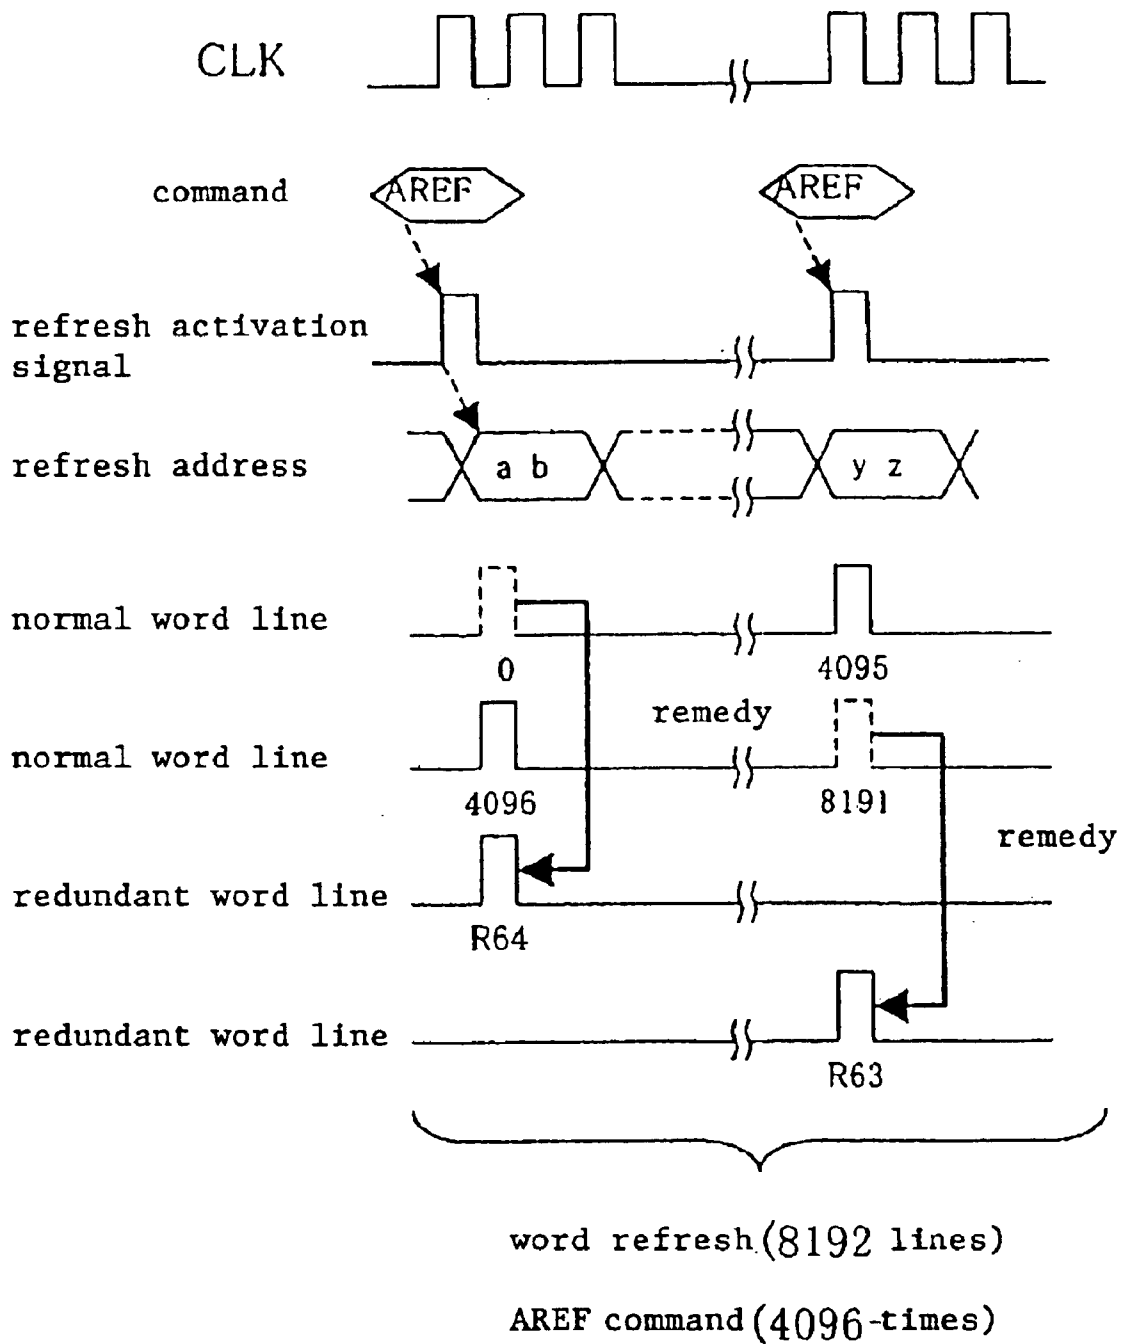 CLK
command
AREF
AREF
refresh activation
signal
refresh address
a b
y z
normal word line
0
4095
remedy
normal word line
4096
8191
remedy
redundant word line
R64
redundant word line
R63
word refresh (8192 lines)
AREF command (4096-times)